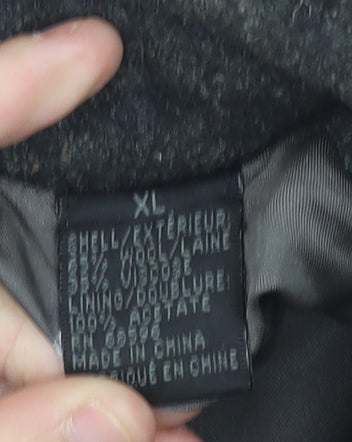 XL
SHELL/EXTÉRIEUR:
WOOL/LAINE
VISCOSE
LINING/DOUBLURE:
100% ACETATE
RN
MADE IN CHINA
EN CHINE